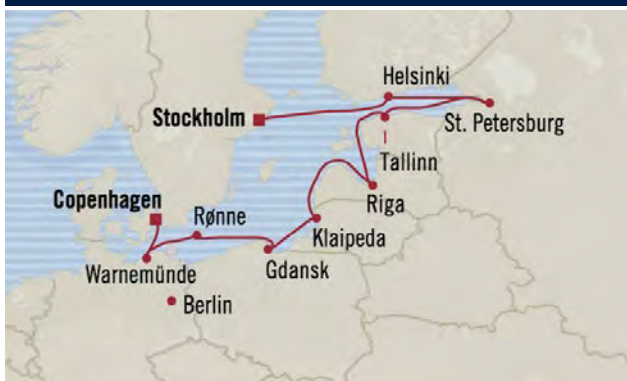 Helsinki
Stockholm
St. Petersburg
Tallinn
Riga
Copenhagen
Rønne
Klaipeda
Gdansk
Warnemünde
Berlin